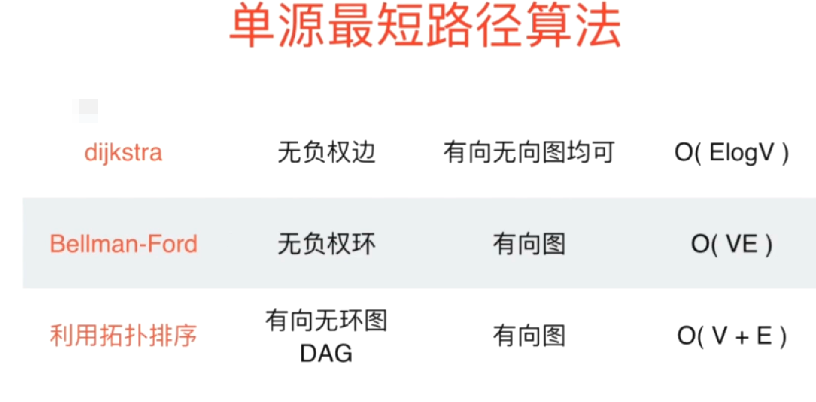 单源最短路径算法
dijkstra 无负权边 有向无向图均可 O( ElogV )
Bellman-Ford 无负权环 有向图 O( VE )
利用拓扑排序 有向无环图 DAG 有向图 O( V + E )